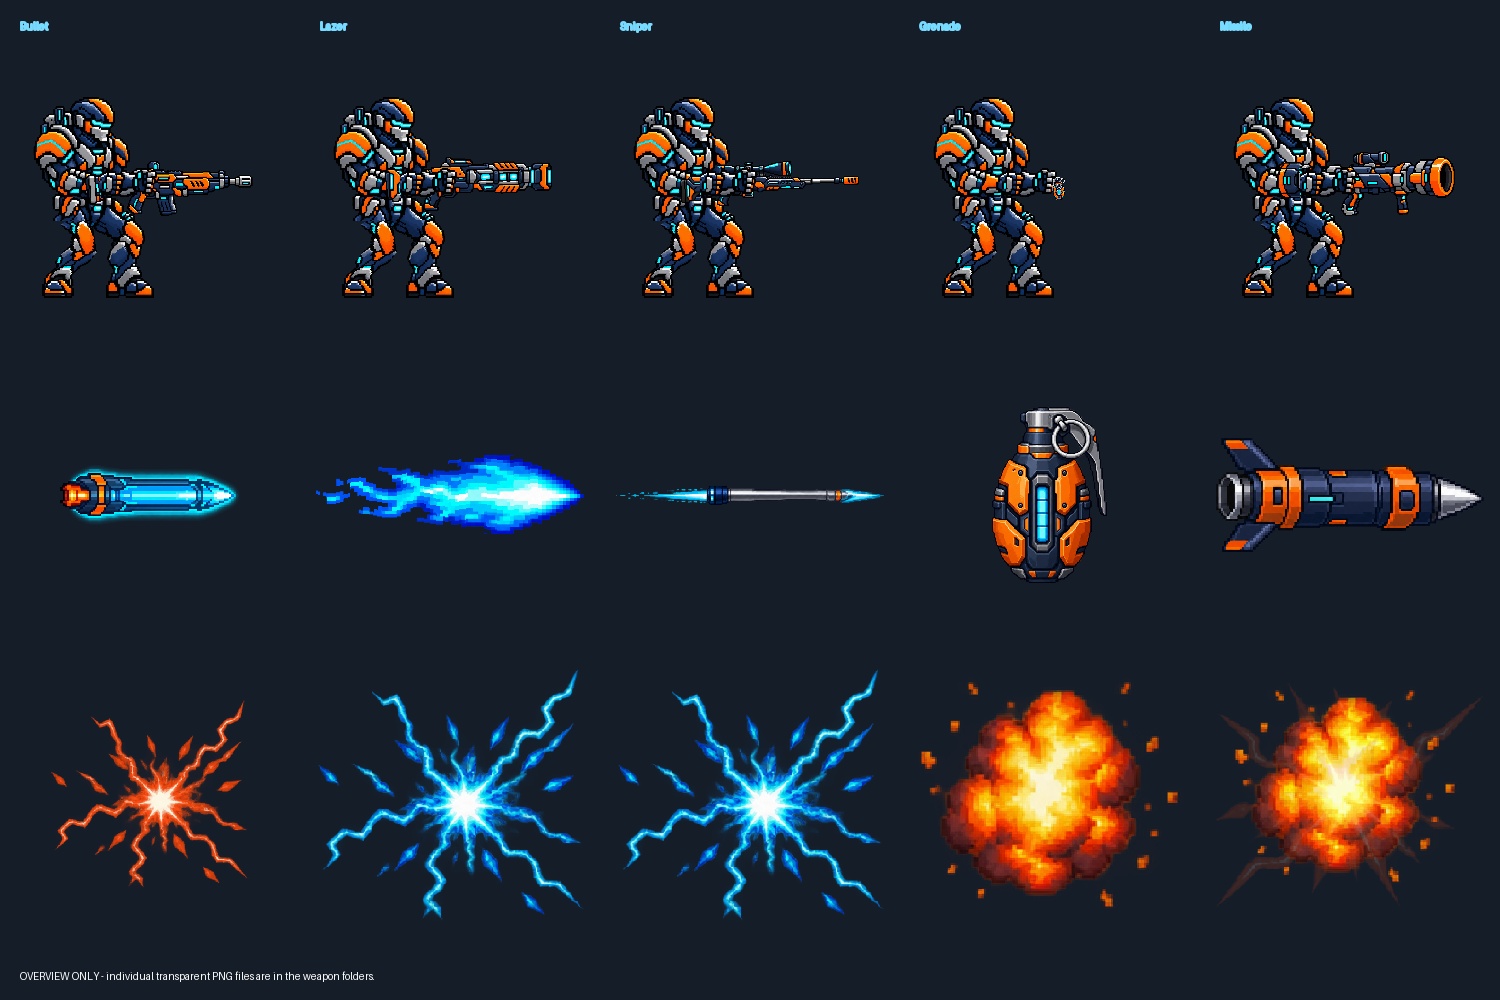 Bullet
Lazer
Sniper
Grenade
Missile
OVERVIEW ONLY - individual transparent PNG files are in the weapon folders.